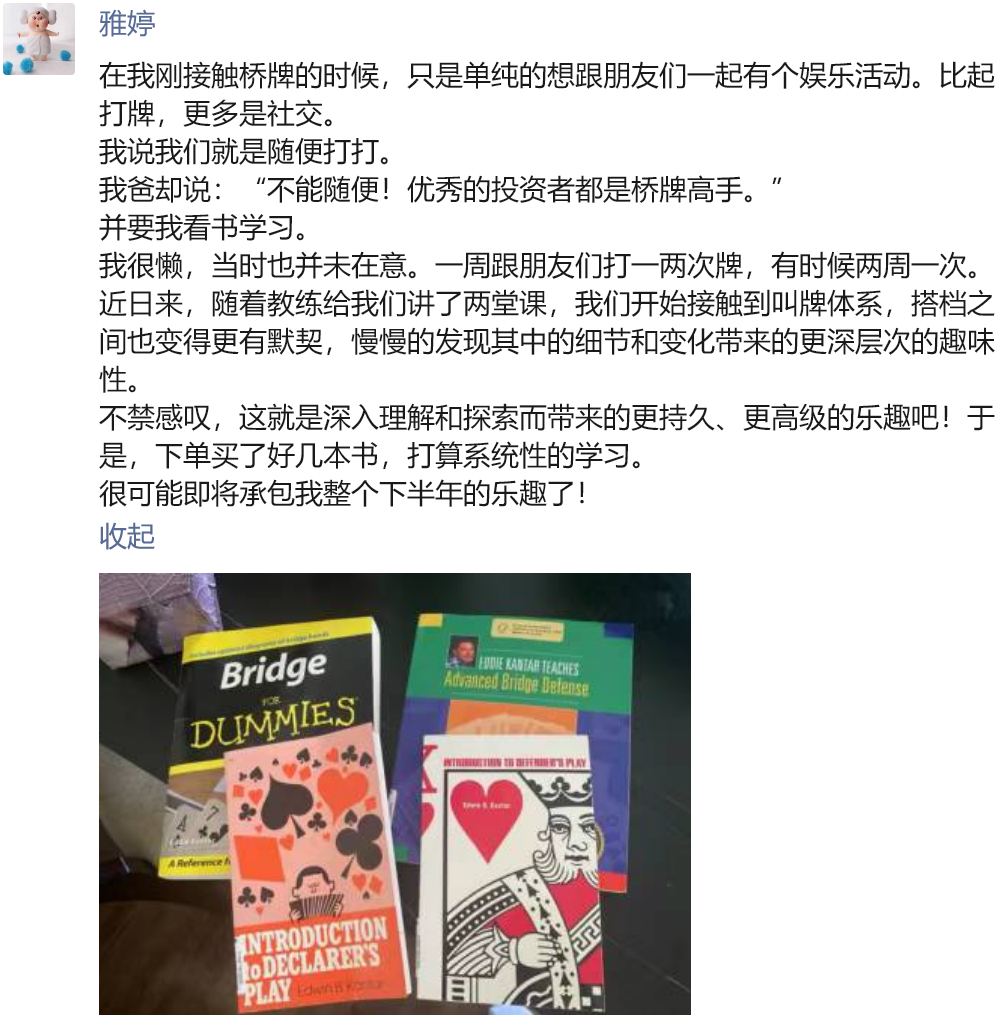 雅婷
在我刚接触桥牌的时候，只是单纯的想跟朋友们一起有个娱乐活动。比起
打牌，更多是社交。
我说我们就是随便打打。
我爸却说：“不能随便！优秀的投资者都是桥牌高手。”
并要我看书学习。
我很懒，当时也并未在意。一周跟朋友们打一两次牌，有时候两周一次。
近日来，随着教练给我们讲了两堂课，我们开始接触到叫牌体系，搭档之
间也变得更有默契，慢慢的发现其中的细节和变化带来的更深层次的趣味
性。
不禁感叹，这就是深入理解和探索而带来的更持久、更高级的乐趣吧！于
是，下单买了好几本书，打算系统性的学习。
很可能即将承包我整个下半年的乐趣了！
收起
Bridge
FOR
DUMMIES
A Reference
EDDIE KANTAR TEACHES
Advanced Bridge Defense
INTRODUCTION
to DECLARER'S
PLAY Edwin B. Kantar
INTRODUCTION TO DEFENDER'S PLAY
Edwin B. Kantar